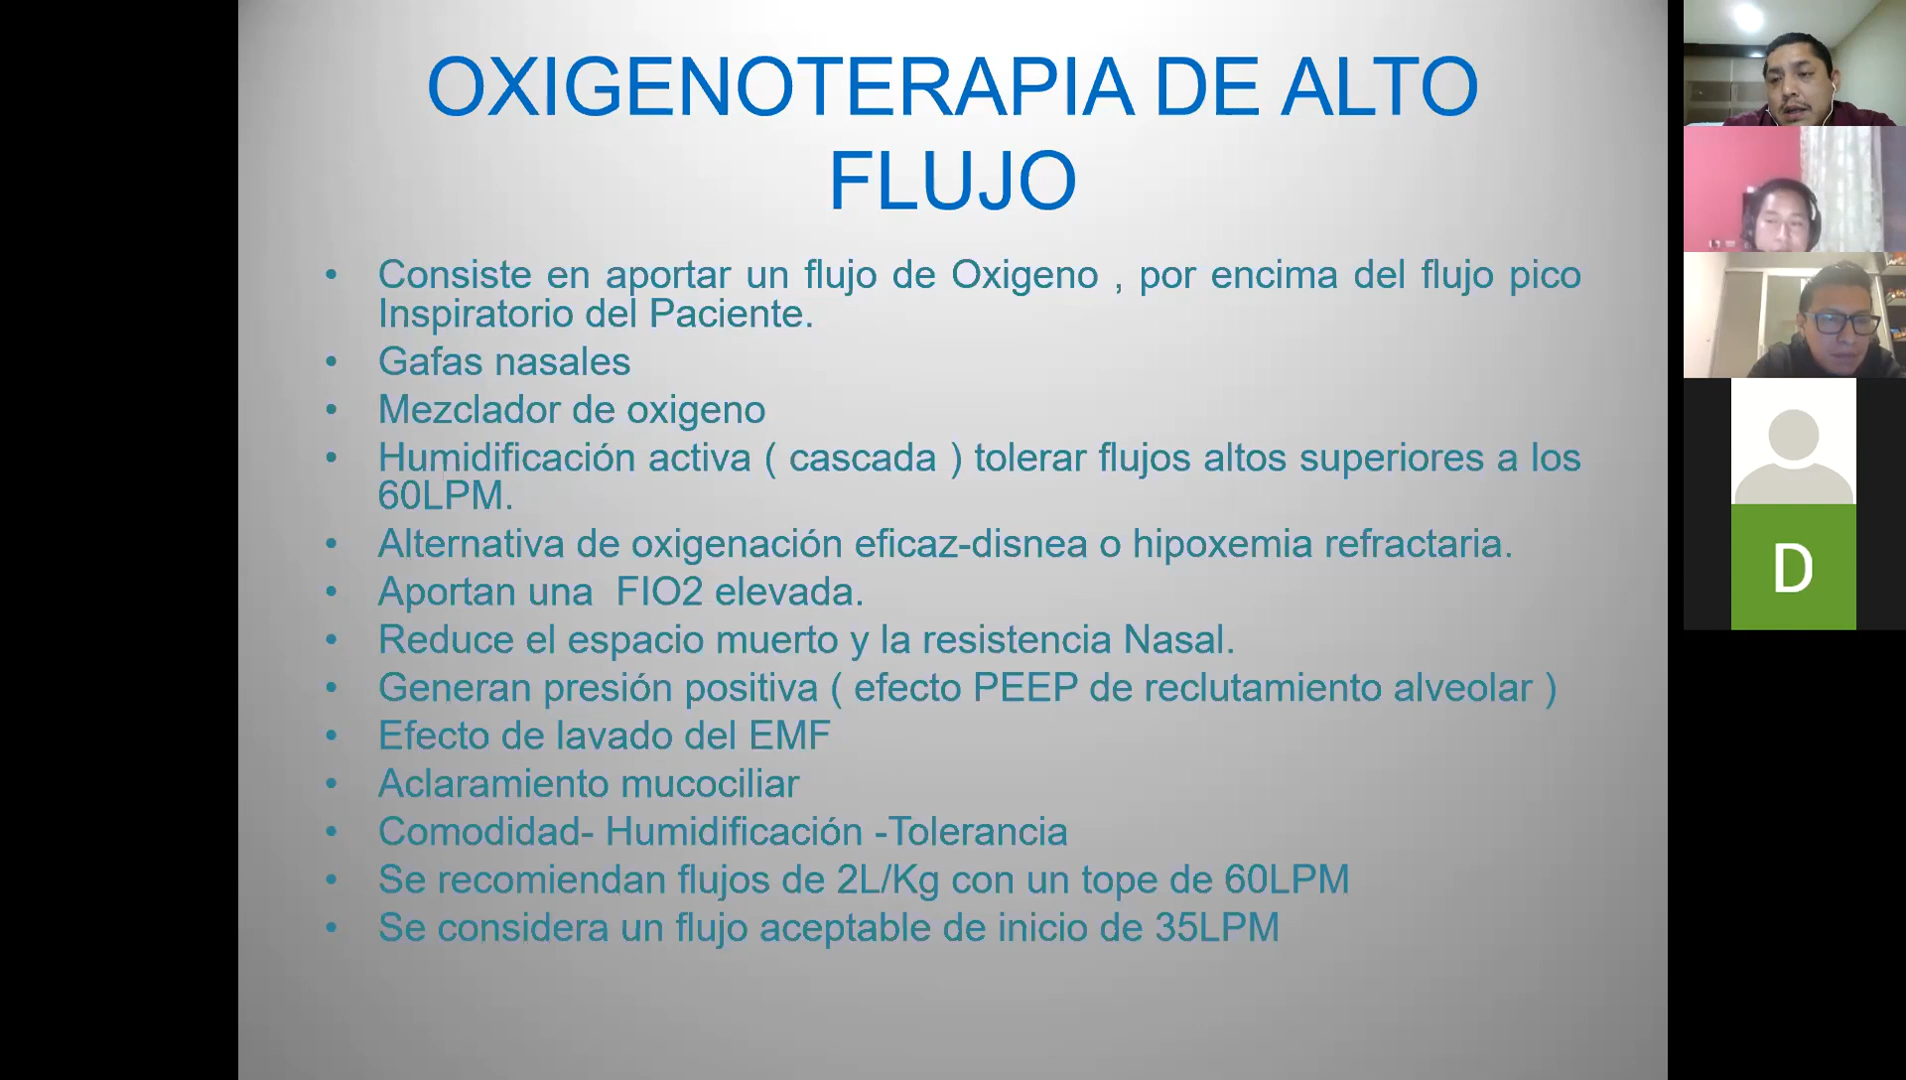 OXIGENOTERAPIA DE ALTO
FLUJO
• Consiste en aportar un flujo de Oxigeno , por encima del flujo pico
Inspiratorio del Paciente.
• Gafas nasales
• Mezclador de oxigeno
• Humidificación activa ( cascada ) tolerar flujos altos superiores a los
60LPM.
• Alternativa de oxigenación eficaz-disnea o hipoxemia refractaria.
• Aportan una  FIO2 elevada.
• Reduce el espacio muerto y la resistencia Nasal.
• Generan presión positiva ( efecto PEEP de reclutamiento alveolar )
• Efecto de lavado del EMF
• Aclaramiento mucociliar
• Comodidad- Humidificación -Tolerancia
• Se recomiendan flujos de 2L/Kg con un tope de 60LPM
• Se considera un flujo aceptable de inicio de 35LPM
D